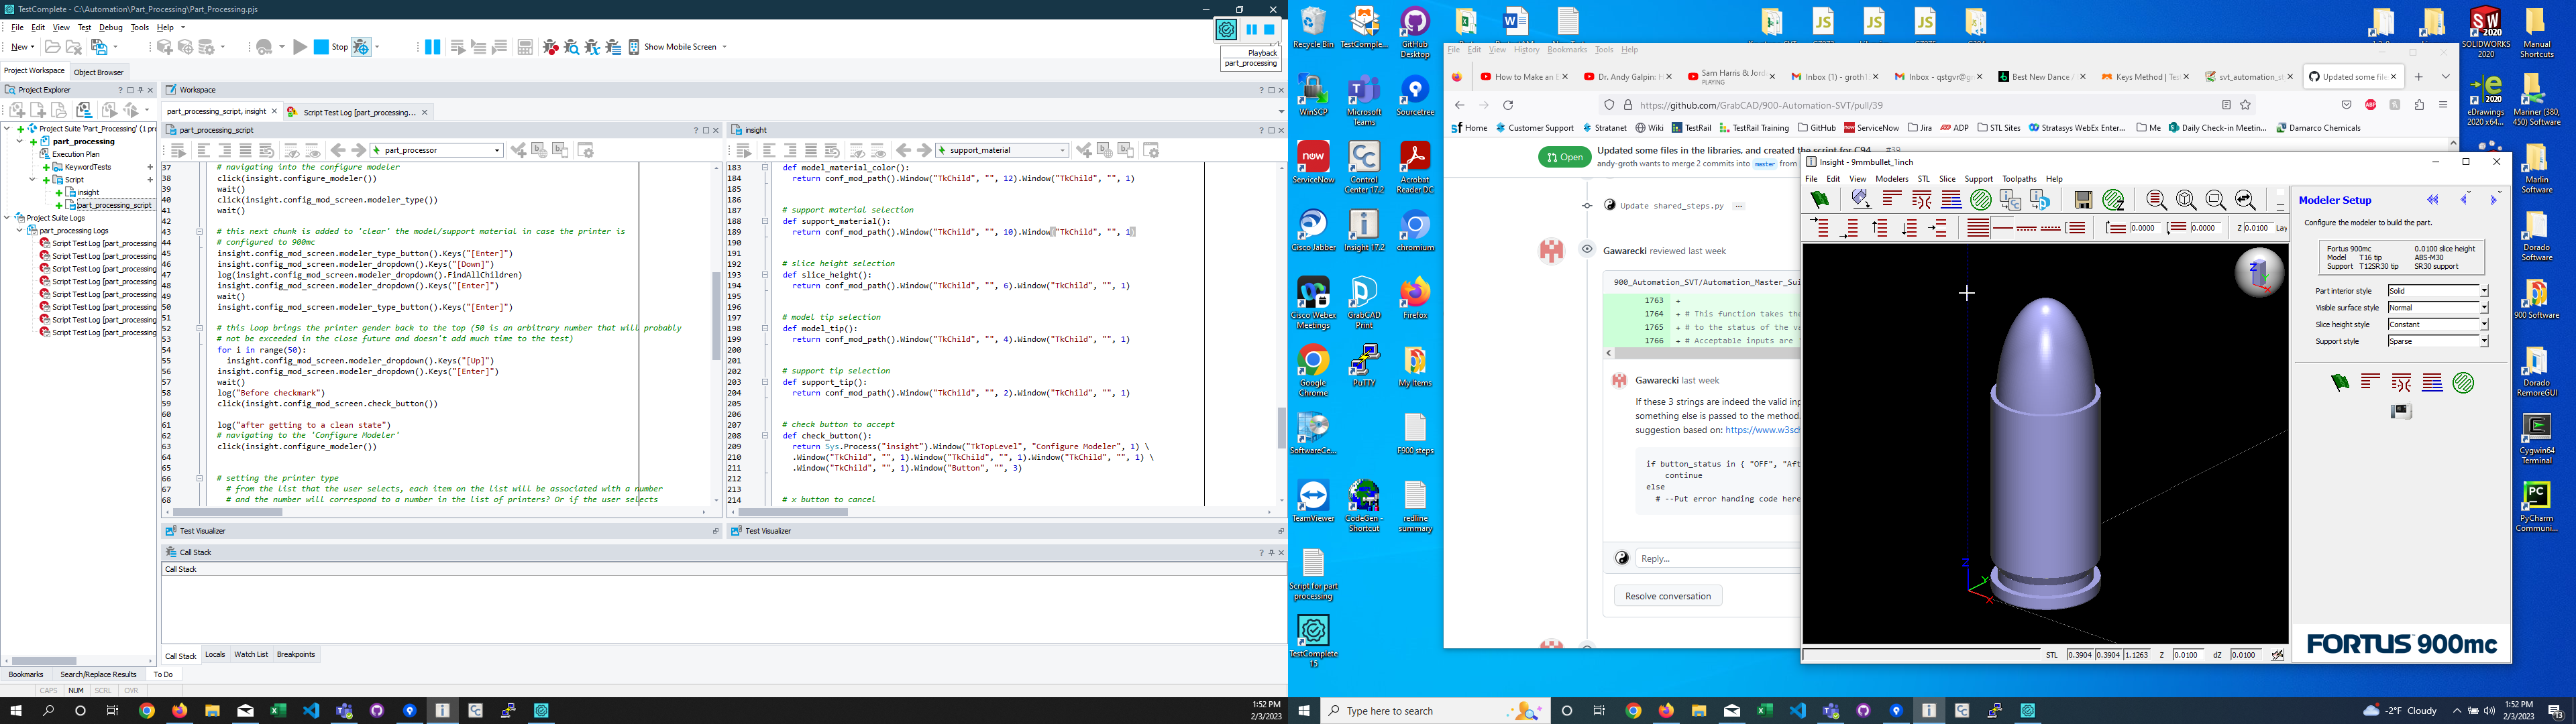 TestComplete - C:\Automation\Part_Processing\Part_Processing.pjs
File Edit View Test Debug Tools Help
New Stop Show Mobile Screen
Playback
part_processing
Project Workspace Object Browser
Project Explorer
Project Suite 'Part_Processing' (1 pro
part_processing
Execution Plan
KeywordTests
Script
insight
part_processing_script
Project Suite Logs
part_processing Logs
Script Test Log [part_processing
Script Test Log [part_processing
Script Test Log [part_processing
Script Test Log [part_processing
Script Test Log [part_processing
Script Test Log [part_processing
Script Test Log [part_processing
Script Test Log [part_processing
Workspace
part_processing_script, insight Script Test Log [part_processing...
part_processing_script
part_processor
37 # navigating into the configure modeler
38 click(insight.configure_modeler())
39 wait()
40 click(insight.config_mod_screen.modeler_type())
41 wait()
42
43 # this next chunk is added to 'clear' the model/support material in case the printer is
44 # configured to 900mc
45 insight.config_mod_screen.modeler_type_button().Keys("[Enter]")
46 insight.config_mod_screen.modeler_dropdown().Keys("[Down]")
47 log(insight.config_mod_screen.modeler_dropdown().FindAllChildren)
48 insight.config_mod_screen.modeler_dropdown().Keys("[Enter]")
49 wait()
50 insight.config_mod_screen.modeler_type_button().Keys("[Enter]")
51
52 # this loop brings the printer gender back to the top (50 is an arbitrary number that will probably
53 # not be exceeded in the close future and doesn't add much time to the test)
54 for i in range(50):
55 insight.config_mod_screen.modeler_dropdown().Keys("[Up]")
56 insight.config_mod_screen.modeler_dropdown().Keys("[Enter]")
57 wait()
58 log("Before checkmark")
59 click(insight.config_mod_screen.check_button())
60
61 log("after getting to a clean state")
62 # navigating to the 'Configure Modeler'
63 click(insight.configure_modeler())
64
65
66 # setting the printer type
67 # from the list that the user selects, each item on the list will be associated with a number
68 # and the number will correspond to a number in the list of printers? Or if the user selects
insight
support_material
183 def model_material_color():
184 return conf_mod_path().Window("TkChild", "", 12).Window("TkChild", "", 1)
185
186
187 # support material selection
188 def support_material():
189 return conf_mod_path().Window("TkChild", "", 10).Window("TkChild", "", 1)
190
191
192 # slice height selection
193 def slice_height():
194 return conf_mod_path().Window("TkChild", "", 6).Window("TkChild", "", 1)
195
196
197 # model tip selection
198 def model_tip():
199 return conf_mod_path().Window("TkChild", "", 4).Window("TkChild", "", 1)
200
201
202 # support tip selection
203 def support_tip():
204 return conf_mod_path().Window("TkChild", "", 2).Window("TkChild", "", 1)
205
206
207 # check button to accept
208 def check_button():
209 return Sys.Process("insight").Window("TkTopLevel", "Configure Modeler", 1) \
210 .Window("TkChild", "", 1).Window("TkChild", "", 1).Window("TkChild", "", 1) \
211 .Window("TkChild", "", 1).Window("Button", "", 3)
212
213
214 # x button to cancel
Test Visualizer
Test Visualizer
Call Stack
Call Stack
Call Stack Locals Watch List Breakpoints
Bookmarks Search/Replace Results To Do
CAPS NUM SCRL OVR
1:52 PM
2/3/2023
Recycle Bin
TestComple...
GitHub Desktop
WinSCP
Microsoft Teams
Sourcetree
ServiceNow
Control Center 17.2
Acrobat Reader DC
Cisco Jabber
Insight 17.2
chromium
Cisco Webex Meetings
GrabCAD Print
Firefox
Google Chrome
PuTTY
My Items
SoftwareCe...
F900 steps
TeamViewer
CodeGen - Shortcut
redline summary
Script for part processing
TestComplete 15
SOLIDWORKS 2020
Manual Shortcuts
eDrawings 2020 x64...
Mariner (380, 450) Software
Marlin Software
Dorado Software
900 Software
Dorado RemoreGUI
Cygwin64 Terminal
PyCharm Communi...
File Edit View History Bookmarks Tools Help
How to Make an E
Dr. Andy Galpin: H
Sam Harris & Jonh
PLAYING
Inbox (1) - groth1
Inbox - qstgvr@g
Best New Dance /
Keys Method | Tes
svt_automation_st
Updated some file
https://github.com/GrabCAD/900-Automation-SVT/pull/39
Home Customer Support Stratanet Wiki TestRail TestRail Training GitHub ServiceNow Jira ADP STL Sites Stratasys WebEx Enter... Me Daily Check-in Meetin... Damarco Chemicals
Open
Updated some files in the libraries, and created the script for C94 #39
andy-groth wants to merge 2 commits into master from
Update shared_steps.py ...
Gawarecki reviewed last week
900_Automation_SVT/Automation_Master_Sui
1763 +
1764 + # This function takes the
1765 + # to the status of the va
1766 + # Acceptable inputs are
Gawarecki last week
If these 3 strings are indeed the valid inp
something else is passed to the method.
suggestion based on: https://www.w3sch
if button_status in { "OFF", "Aft
continue
else
# --Put error handing code here
Reply...
Resolve conversation
Insight - 9mmbullet_1inch
File Edit View Modelers STL Slice Support Toolpaths Help
0.0000 0.0000 Z 0.0100 Lay
Modeler Setup
Configure the modeler to build the part.
Fortus 900mc 0.0100 slice height
Model T16 tip ABS-M30
Support T12SR30 tip SR30 support
Part interior style Solid
Visible surface style Normal
Slice height style Constant
Support style Sparse
Z
Z
Y
X
FORTUS 900mc
STL 0.3904 0.3904 1.1263 Z 0.0100 dZ 0.0100
Type here to search
-2°F Cloudy
1:52 PM
2/3/2023